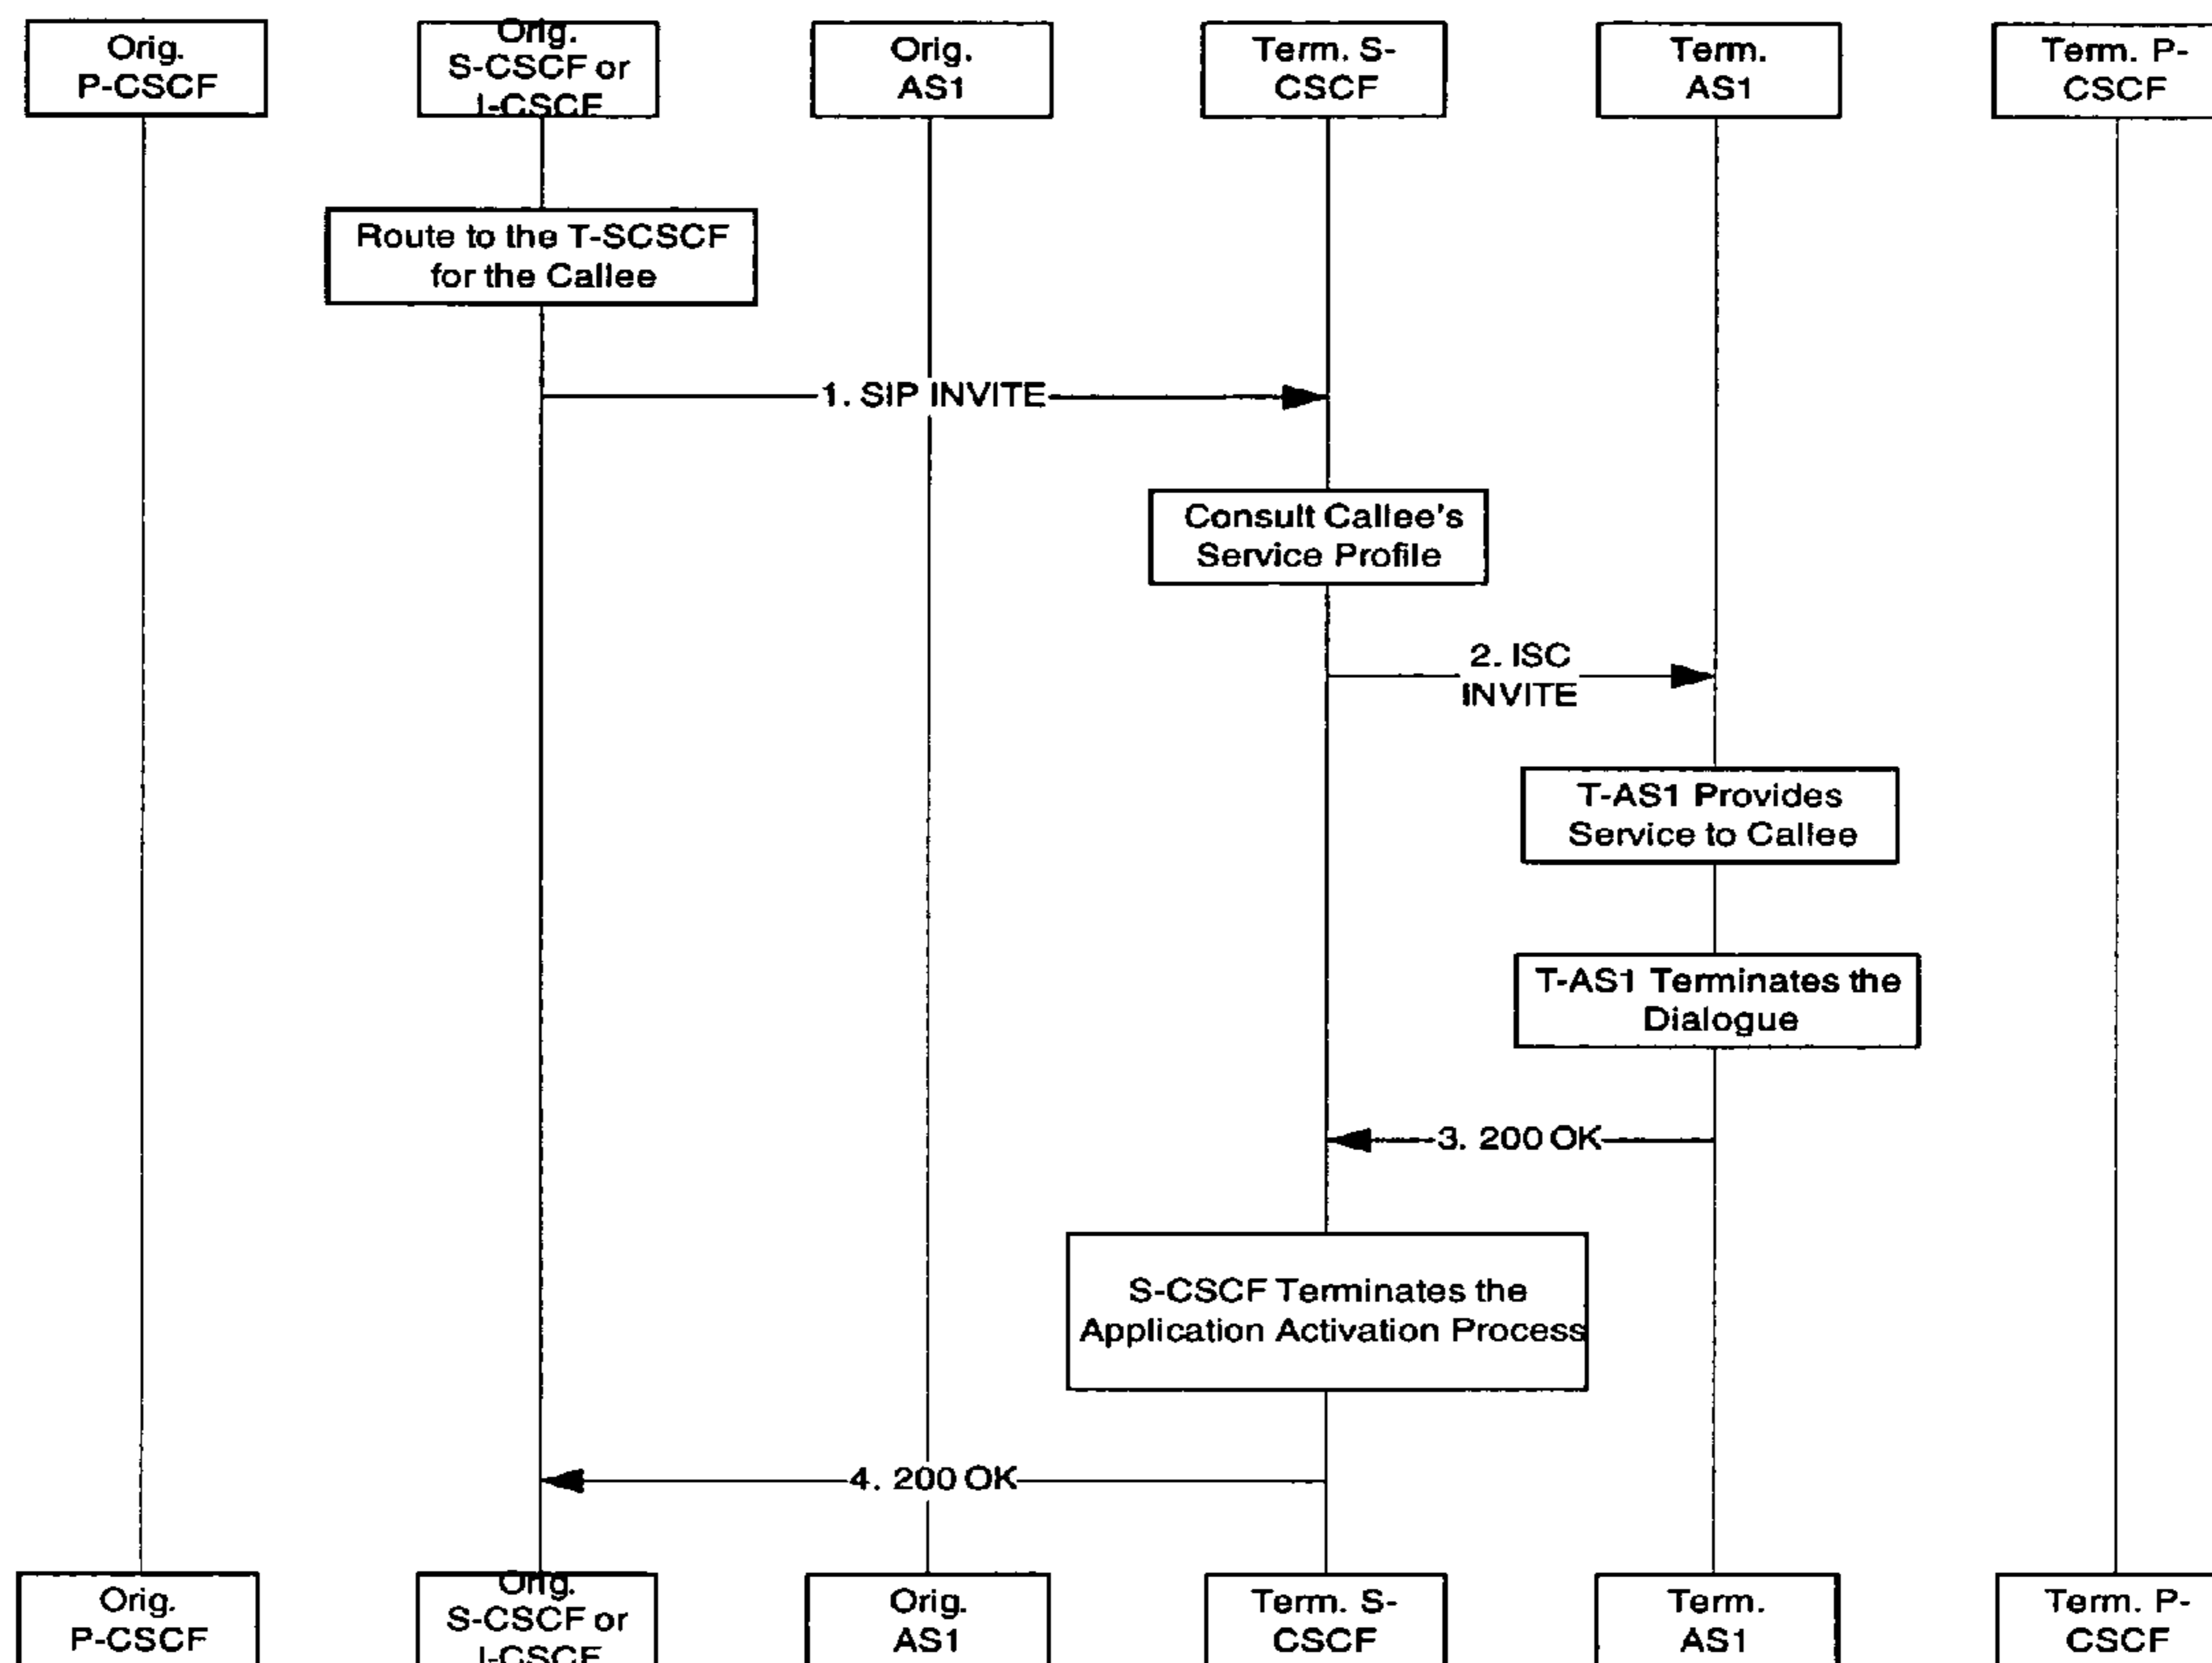 Orig.
P-CSCF
Orig.
S-CSCF or
I-CSCF
Orig.
AS1
Term. S-
CSCF
Term.
AS1
Term. P-
CSCF
Route to the T-SCSCF
for the Callee
1. SIP INVITE
Consult Callee's
Service Profile
2. ISC
INVITE
T-AS1 Provides
Service to Callee
T-AS1 Terminates the
Dialogue
3. 200 OK
S-CSCF Terminates the
Application Activation Process
4. 200 OK
Orig.
P-CSCF
Orig.
S-CSCF or
I-CSCF
Orig.
AS1
Term. S-
CSCF
Term.
AS1
Term. P-
CSCF